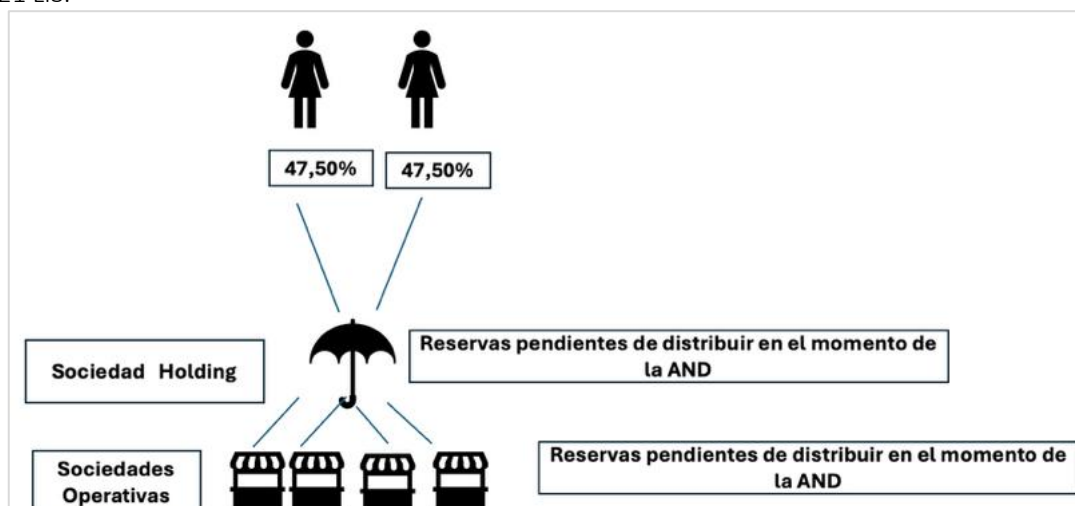 47,50%
47,50%
Reservas pendientes de distribuir en el momento de
la AND
Sociedad Holding
Sociedades
Operativas
Reservas pendientes de distribuir en el momento de
la AND